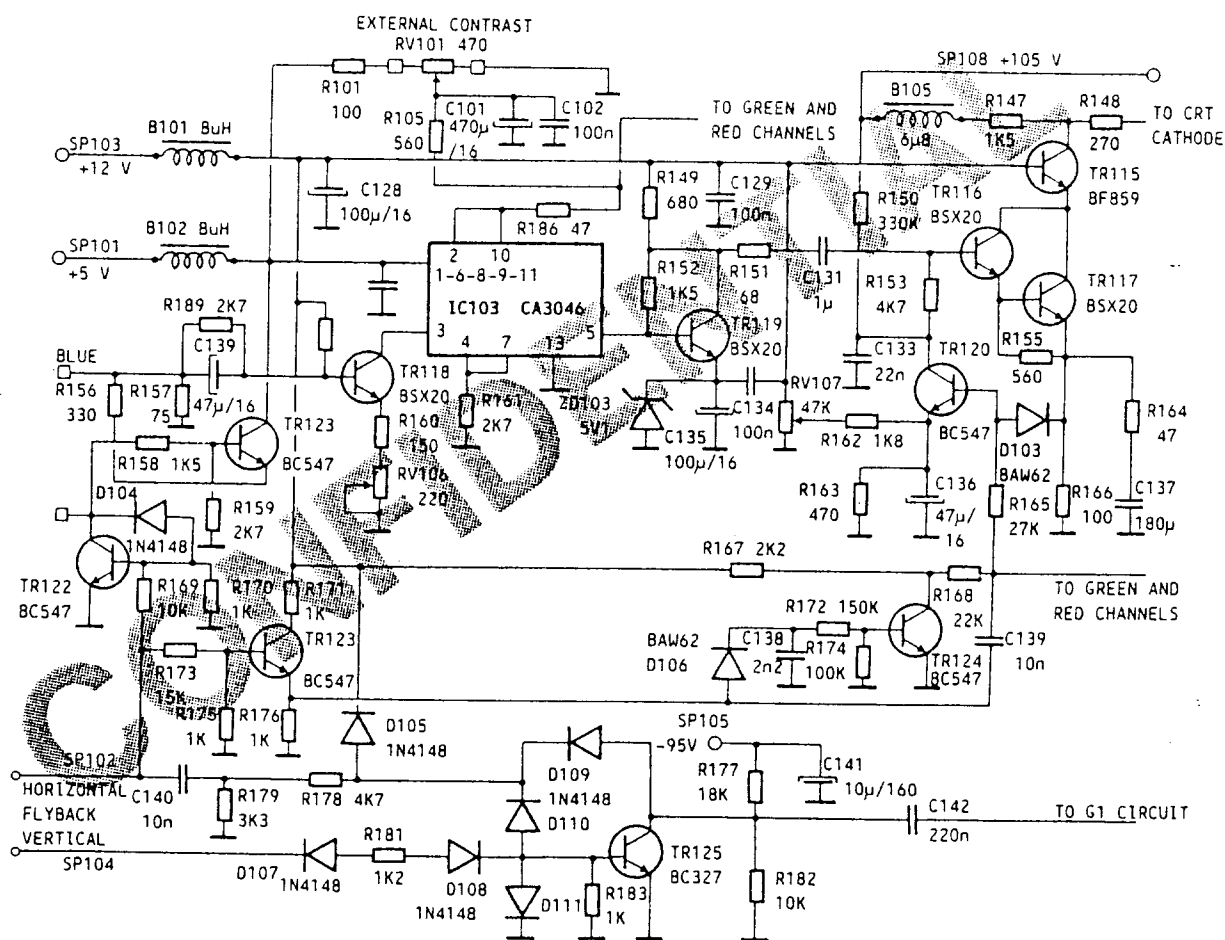 EXTERNAL CONTRAST
RV101 470
R101
100
R105
560
C101
470µ
/16
C102
100n
TO GREEN AND
RED CHANNELS
SP108 +105 V
B105
6µ8
R147
1K5
R148
270
TO CRT
CATHODE
B101 8uH
SP103
+12 V
C128
100µ/16
R149
680
C129
100n
R150
330K
TR116
BSX20
TR115
BF859
B102 8uH
SP101
+5 V
R186 47
2
10
1-6-8-9-11
IC103 CA3046
3
4
7
13
5
R152
1K5
R151
68
C131
1µ
R153
4K7
TR117
BSX20
R189 2K7
C139
47µ/16
BLUE
R156
330
R157
75
TR118
BSX20
TR119
BSX20
TR120
BC547
R155
560
C133
22n
R158 1K5
TR123
BC547
R160
150
R161
2K7
ZD103
5V1
C134
100n
C135
100µ/16
RV107
47K
R162 1K8
D103
BAW62
R164
47
RV106
220
D104
1N4148
R159
2K7
R163
470
C136
47µ/
16
R165
27K
R166
100
C137
180µ
TR122
BC547
R169
10K
R170
1K
R171
1K
R167 2K2
R168
22K
TO GREEN AND
RED CHANNELS
R173
15K
TR123
BC547
BAW62
D106
C138
2n2
R172 150K
R174
100K
TR124
BC547
C139
10n
R175
1K
R176
1K
D105
1N4148
SP105
-95V
SP102
HORIZONTAL
FLYBACK
VERTICAL
SP104
C140
10n
R179
3K3
R178 4K7
D109
1N4148
D110
R177
18K
C141
10µ/160
C142
220n
TO G1 CIRCUIT
D107
1N4148
R181
1K2
D108
1N4148
D111
R183
1K
TR125
BC327
R182
10K
CONFIDENTIAL